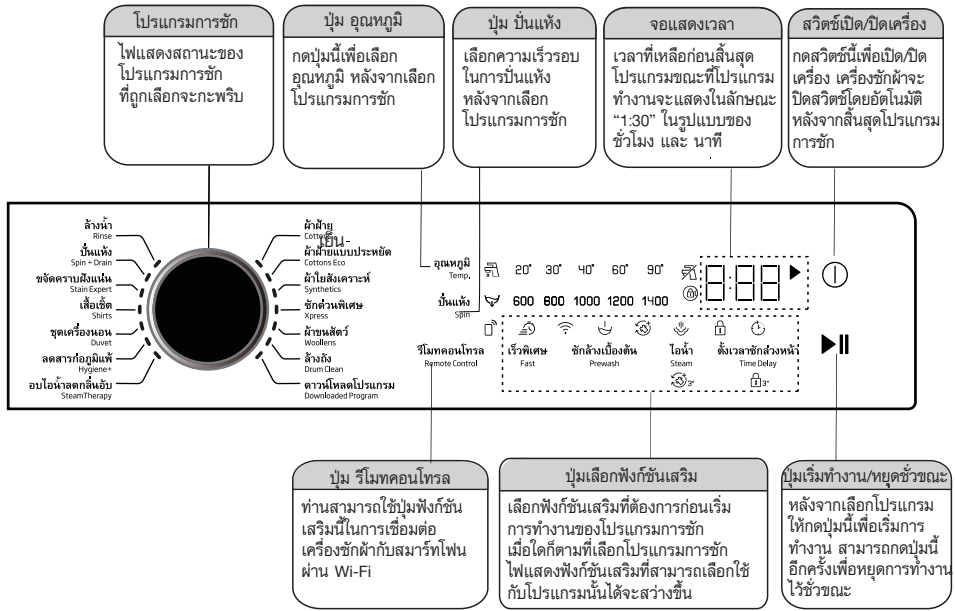 โปรแกรมการซัก
ไฟแสดงสถานะของ
โปรแกรมการซัก
ที่ถูกเลือกจะกะพริบ
ปุ่ม อุณหภูมิ
กดปุ่มนี้เพื่อเลือก
อุณหภูมิ หลังจากเลือก
โปรแกรมการซัก
ปุ่ม ปั่นแห้ง
เลือกความเร็วรอบ
ในการปั่นแห้ง
หลังจากเลือก
โปรแกรมการซัก
จอแสดงเวลา
เวลาที่เหลือก่อนสิ้นสุด
โปรแกรมขณะที่โปรแกรม
ทำงานจะแสดงในลักษณะ
“1:30” ในรูปแบบของ
ชั่วโมง และ นาที
สวิตช์เปิด/ปิดเครื่อง
กดสวิตช์นี้เพื่อเปิด/ปิด
เครื่อง เครื่องซักผ้าจะ
ปิดสวิตช์โดยอัตโนมัติ
หลังจากสิ้นสุดโปรแกรม
การซัก
ล้างน้ำ
Rinse
ปั่นแห้ง
Spin + Drain
ขจัดคราบฝังแน่น
Stain Expert
เสื้อเชิ้ต
Shirts
ชุดเครื่องนอน
Duvet
ลดสารก่อภูมิแพ้
Hygiene+
อบไอน้ำลดกลิ่นอับ
SteamTherapy
ผ้าฝ้าย
Cottons
เย็น-
ผ้าฝ้ายแบบประหยัด
Cottons Eco
ผ้าใยสังเคราะห์
Synthetics
ซักด่วนพิเศษ
Xpress
ผ้าขนสัตว์
Woollens
ล้างถัง
Drum Clean
ดาวน์โหลดโปรแกรม
Downloaded Program
อุณหภูมิ
Temp.
20° 30° 40° 60° 90°
8:88
ปั่นแห้ง
Spin
600 800 1000 1200 1400
รีโมทคอนโทรล
Remote Control
เร็วพิเศษ
Fast
ซักล้างเบื้องต้น
Prewash
ไอน้ำ
Steam
3"
ตั้งเวลาซักล่วงหน้า
Time Delay
3"
ปุ่ม รีโมทคอนโทรล
ท่านสามารถใช้ปุ่มฟังก์ชัน
เสริมนี้ในการเชื่อมต่อ
เครื่องซักผ้ากับสมาร์ทโฟน
ผ่าน Wi-Fi
ปุ่มเลือกฟังก์ชันเสริม
เลือกฟังก์ชันเสริมที่ต้องการก่อนเริ่ม
การทำงานของโปรแกรมการซัก
เมื่อใดก็ตามที่เลือกโปรแกรมการซัก
ไฟแสดงฟังก์ชันเสริมที่สามารถเลือกใช้
กับโปรแกรมนั้นได้จะสว่างขึ้น
ปุ่มเริ่มทำงาน/หยุดชั่วขณะ
หลังจากเลือกโปรแกรม
ให้กดปุ่มนี้เพื่อเริ่มการ
ทำงาน สามารถกดปุ่มนี้
อีกครั้งเพื่อหยุดการทำงาน
ไว้ชั่วขณะ